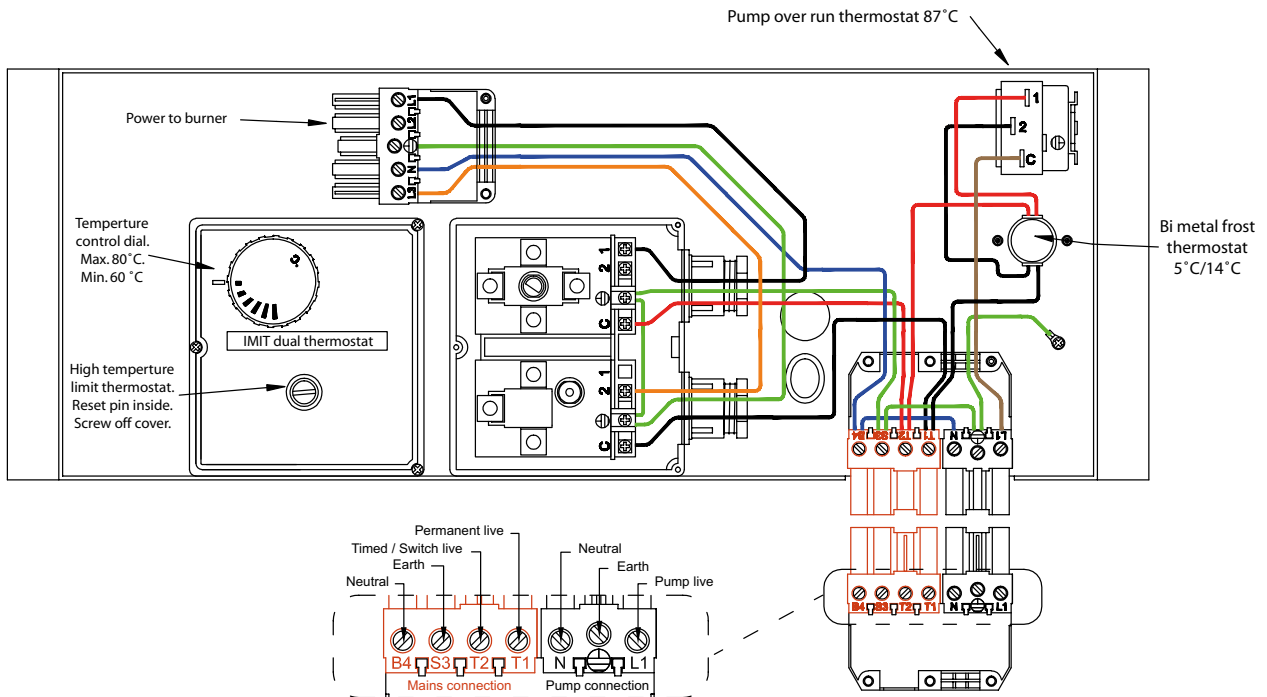 Pump over run thermostat 87˚C
Power to burner
L1
L2
N
L3
1
2
C
Temperture
control dial.
Max. 80˚C.
Min. 60 ˚C
˚C
IMIT dual thermostat
High temperture
limit thermostat.
Reset pin inside.
Screw off cover.
1
2
C
1
2
C
Bi metal frost
thermostat
5˚C/14˚C
B4 S3 T2 T1 N L1
B4 S3 T2 T1 N L1
Permanent live
Timed / Switch live
Earth
Neutral
Neutral
Earth
Pump live
B4 S3 T2 T1 N L1
Mains connection Pump connection